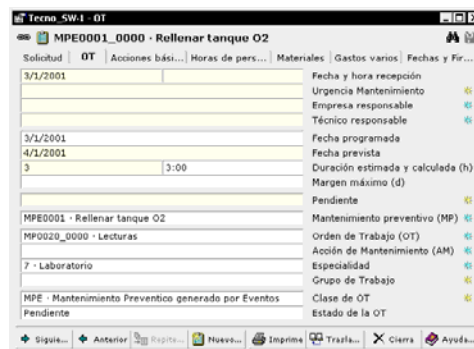 Tecno_SW-I - OT
MPE0001_0000 · Rellenar tanque O2
Solicitud OT Acciones bási... Horas de pers... Materiales Gastos varios Fechas y Fir...
3/1/2001 Fecha y hora recepción
Urgencia Mantenimiento
Empresa responsable
Técnico responsable
3/1/2001 Fecha programada
4/1/2001 Fecha prevista
3 3:00 Duración estimada y calculada (h)
Margen máximo (d)
Pendiente
MPE0001 · Rellenar tanque O2 Mantenimiento preventivo (MP)
MP0020_0000 · Lecturas Orden de Trabajo (OT)
Acción de Mantenimiento (AM)
7 · Laboratorio Especialidad
Grupo de Trabajo
MPE · Mantenimiento Preventico generado por Eventos Clase de OT
Pendiente Estado de la OT
Siguie... Anterior Repite... Nuevo... Imprime Trasla... Cierra Ayuda...